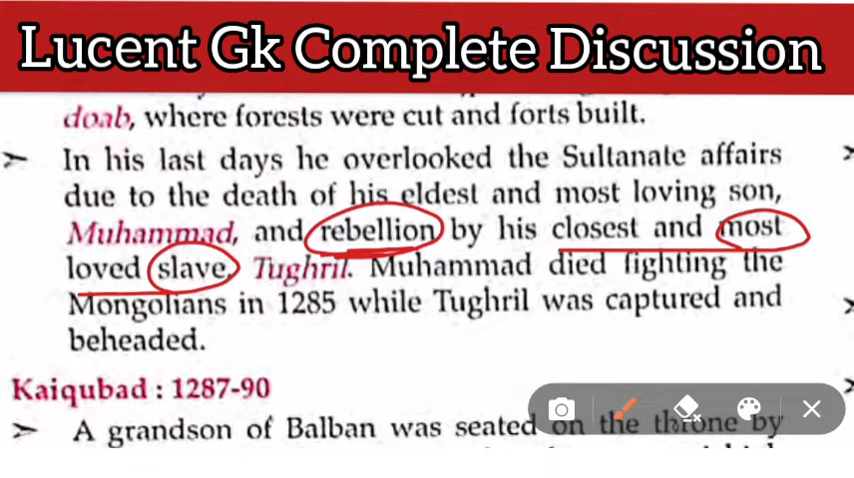 Lucent Gk Complete Discussion
doab, where forests were cut and forts built.
➣ In his last days he overlooked the Sultanate affairs
due to the death of his eldest and most loving son,
Muhammad, and rebellion by his closest and most
loved slave, Tughril. Muhammad died fighting the
Mongolians in 1285 while Tughril was captured and
beheaded.
Kaiqubad : 1287-90
➣ A grandson of Balban was seated on the throne by